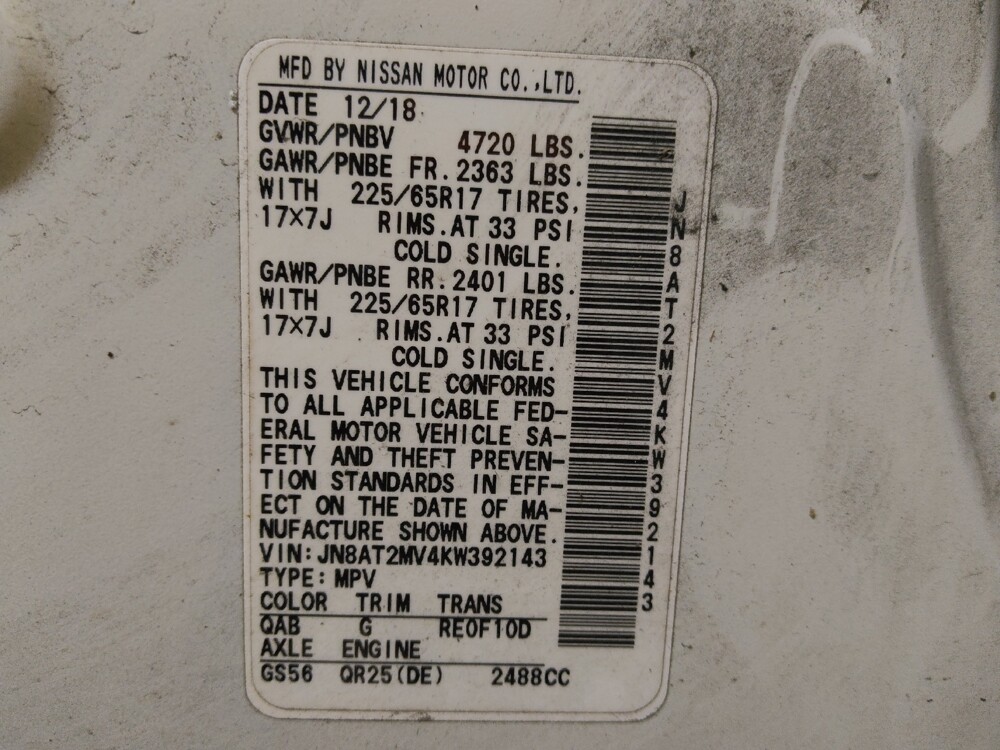 MFD BY NISSAN MOTOR CO.,LTD.
DATE 12/18
GVWR/PNBV 4720 LBS.
GAWR/PNBE FR. 2363 LBS.
WITH 225/65R17 TIRES,
17×7J RIMS.AT 33 PSI
COLD SINGLE.
GAWR/PNBE RR. 2401 LBS.
WITH 225/65R17 TIRES,
17×7J RIMS.AT 33 PSI
COLD SINGLE.
THIS VEHICLE CONFORMS
TO ALL APPLICABLE FED-
ERAL MOTOR VEHICLE SA-
FETY AND THEFT PREVEN-
TION STANDARDS IN EFF-
ECT ON THE DATE OF MA-
NUFACTURE SHOWN ABOVE.
VIN:JN8AT2MV4KW392143
TYPE: MPV
COLOR TRIM TRANS
QAB G RE0F10D
AXLE ENGINE
GS56 QR25(DE) 2488CC
JN8AT2MV4KW392143